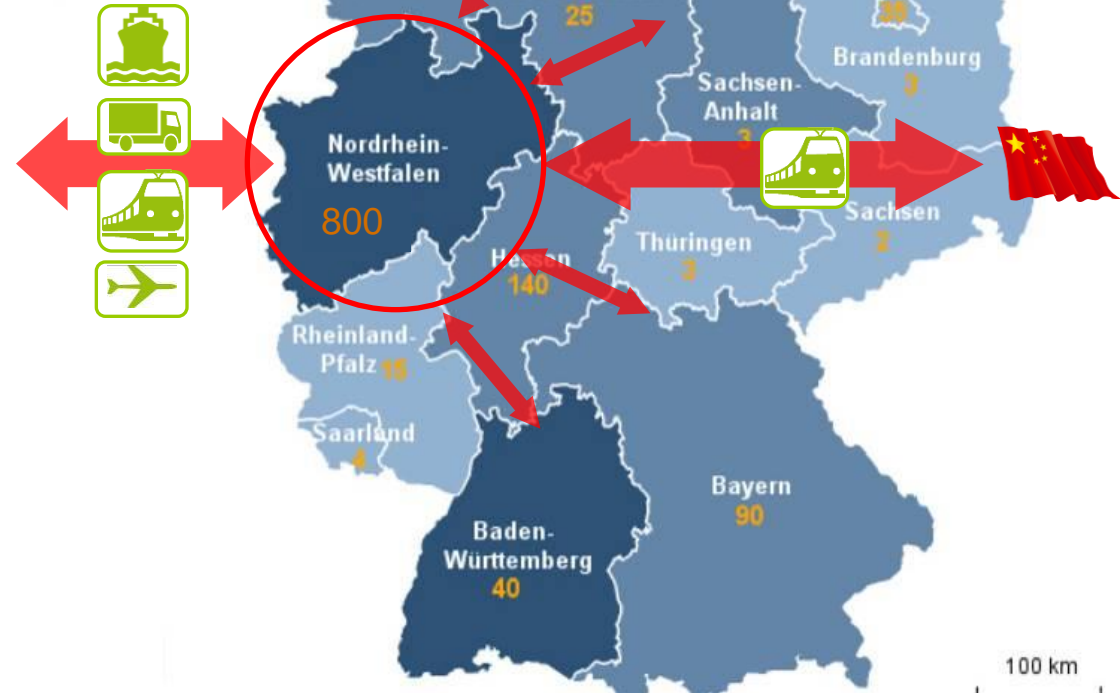 25
38
Brandenburg
3
Sachsen-
Anhalt
3
Nordrhein-
Westfalen
800
Sachsen
2
Thüringen
3
Hessen
140
Rheinland-
Pfalz 15
Saarland
4
Bayern
90
Baden-
Württemberg
40
100 km